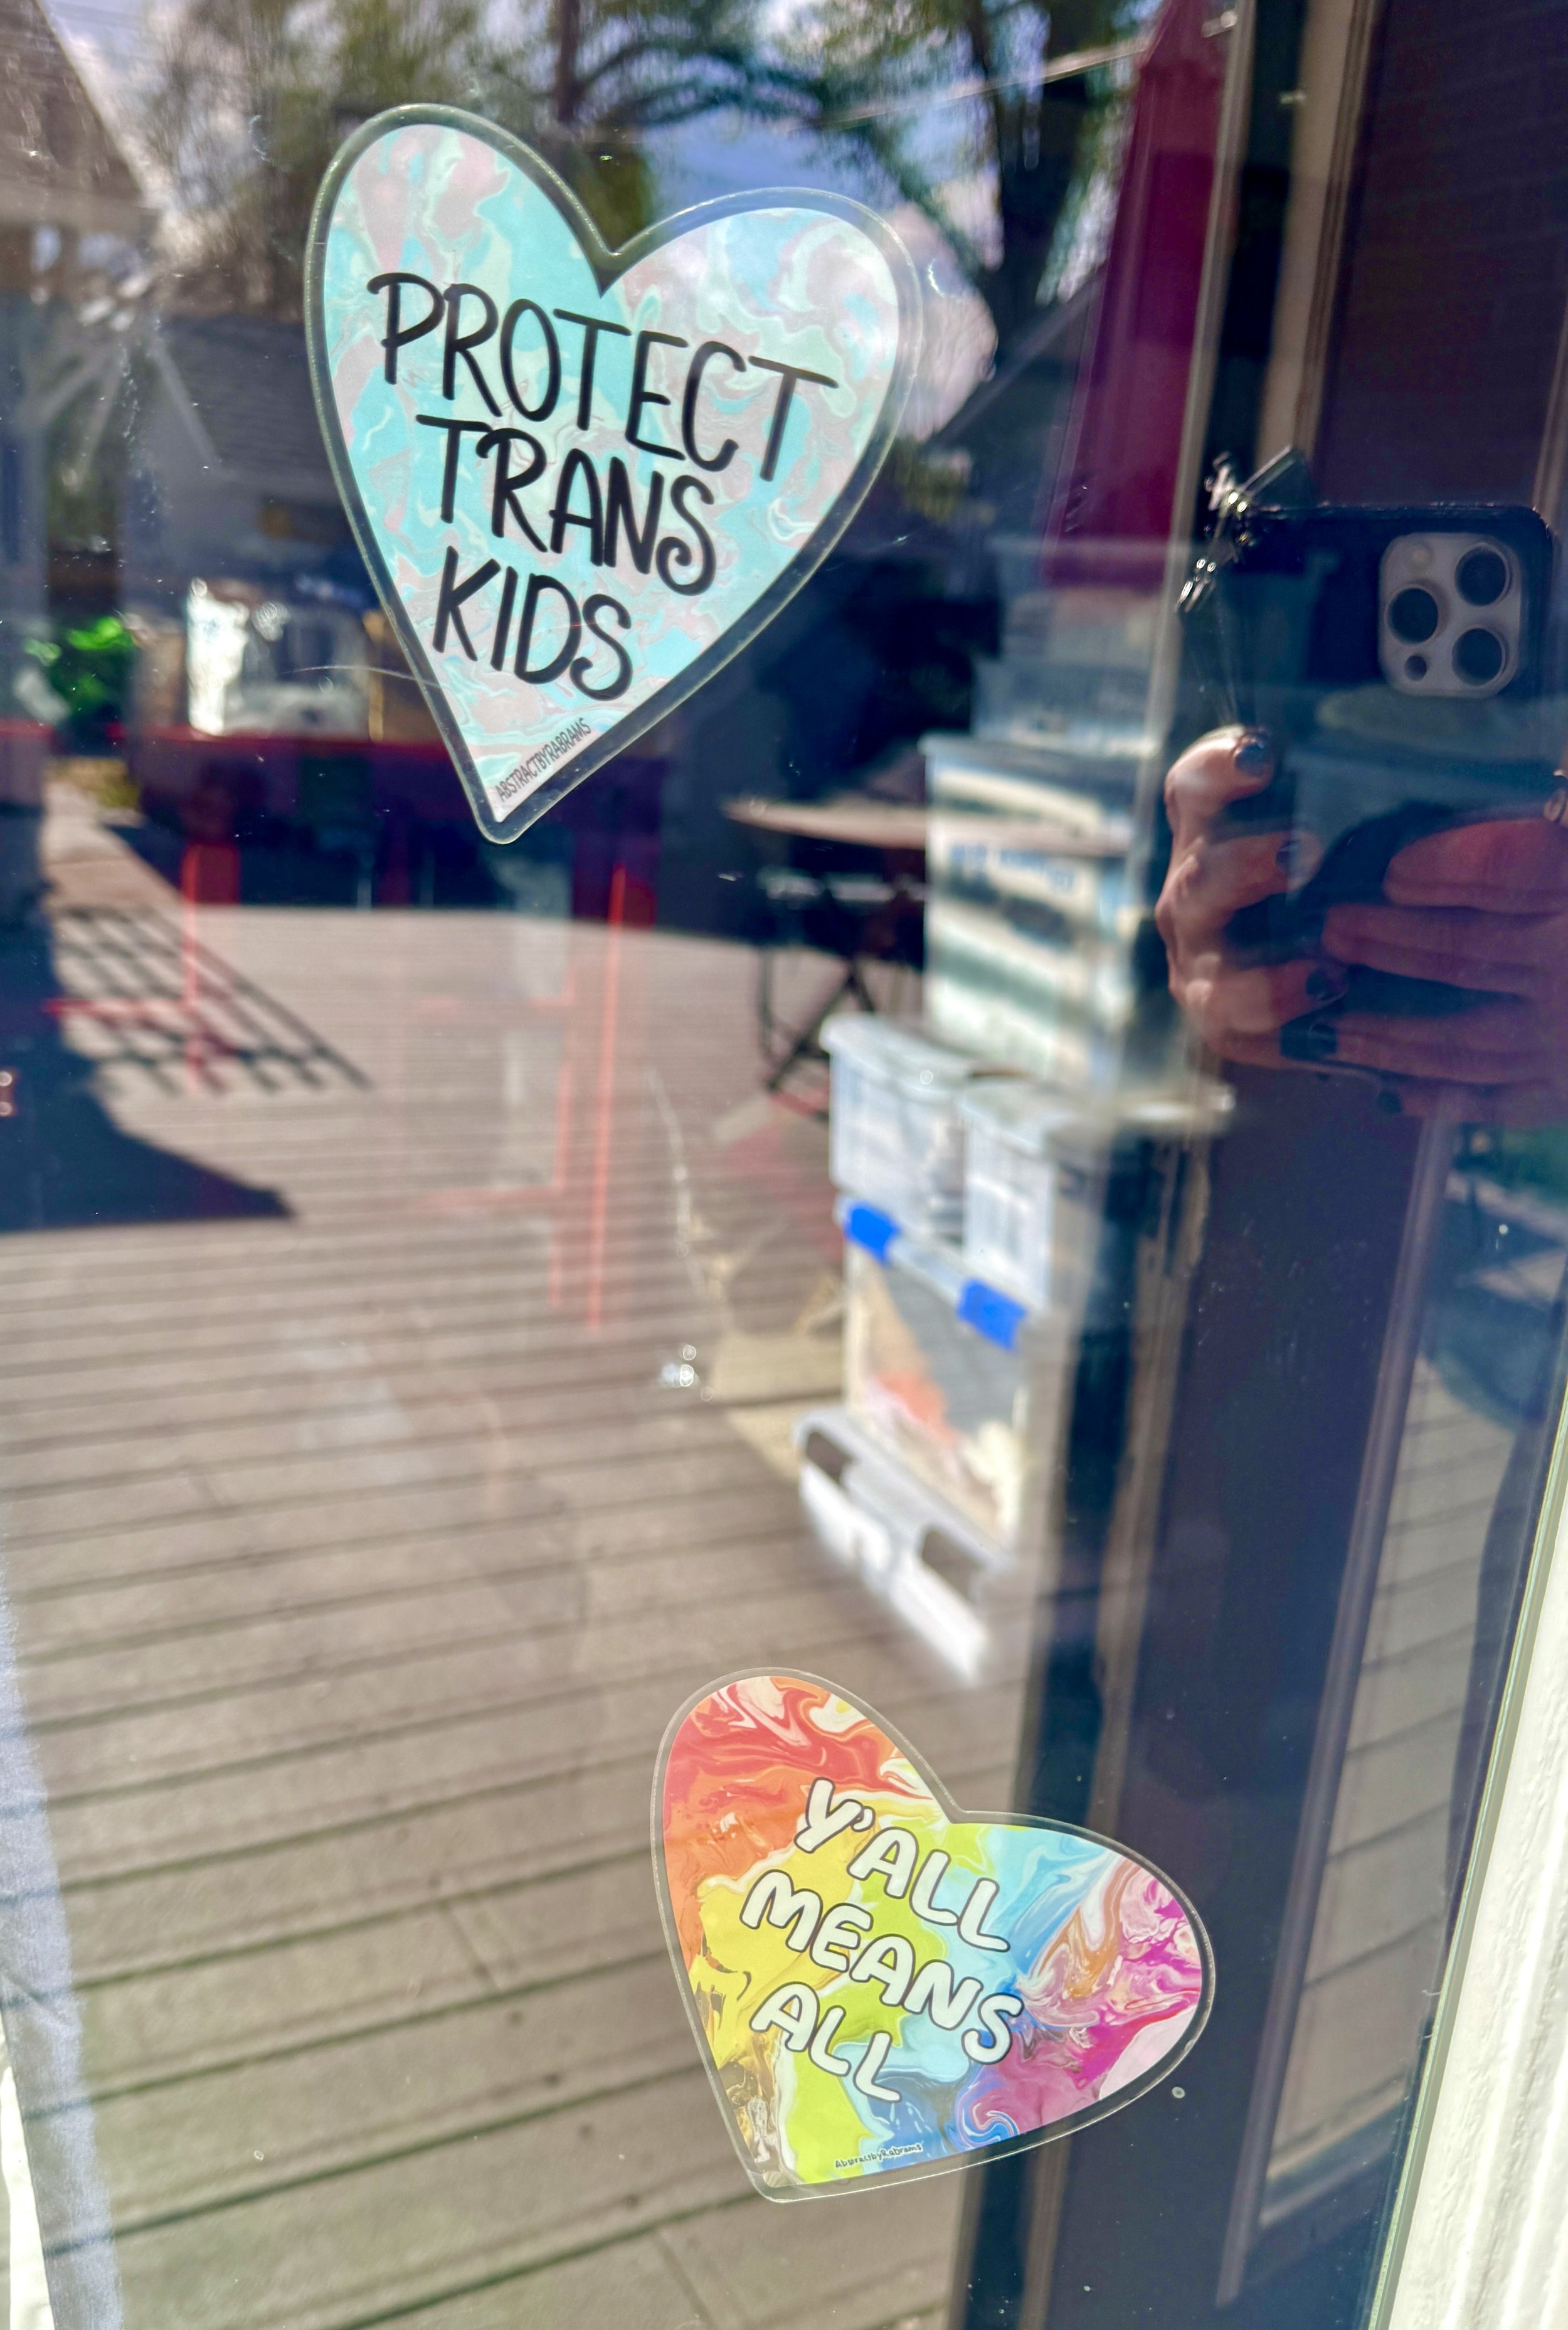 PROTECT
TRANS
KIDS
ABSTRACTBYRABRAMS
Y'ALL
MEANS
ALL
AbstractbyRabrams